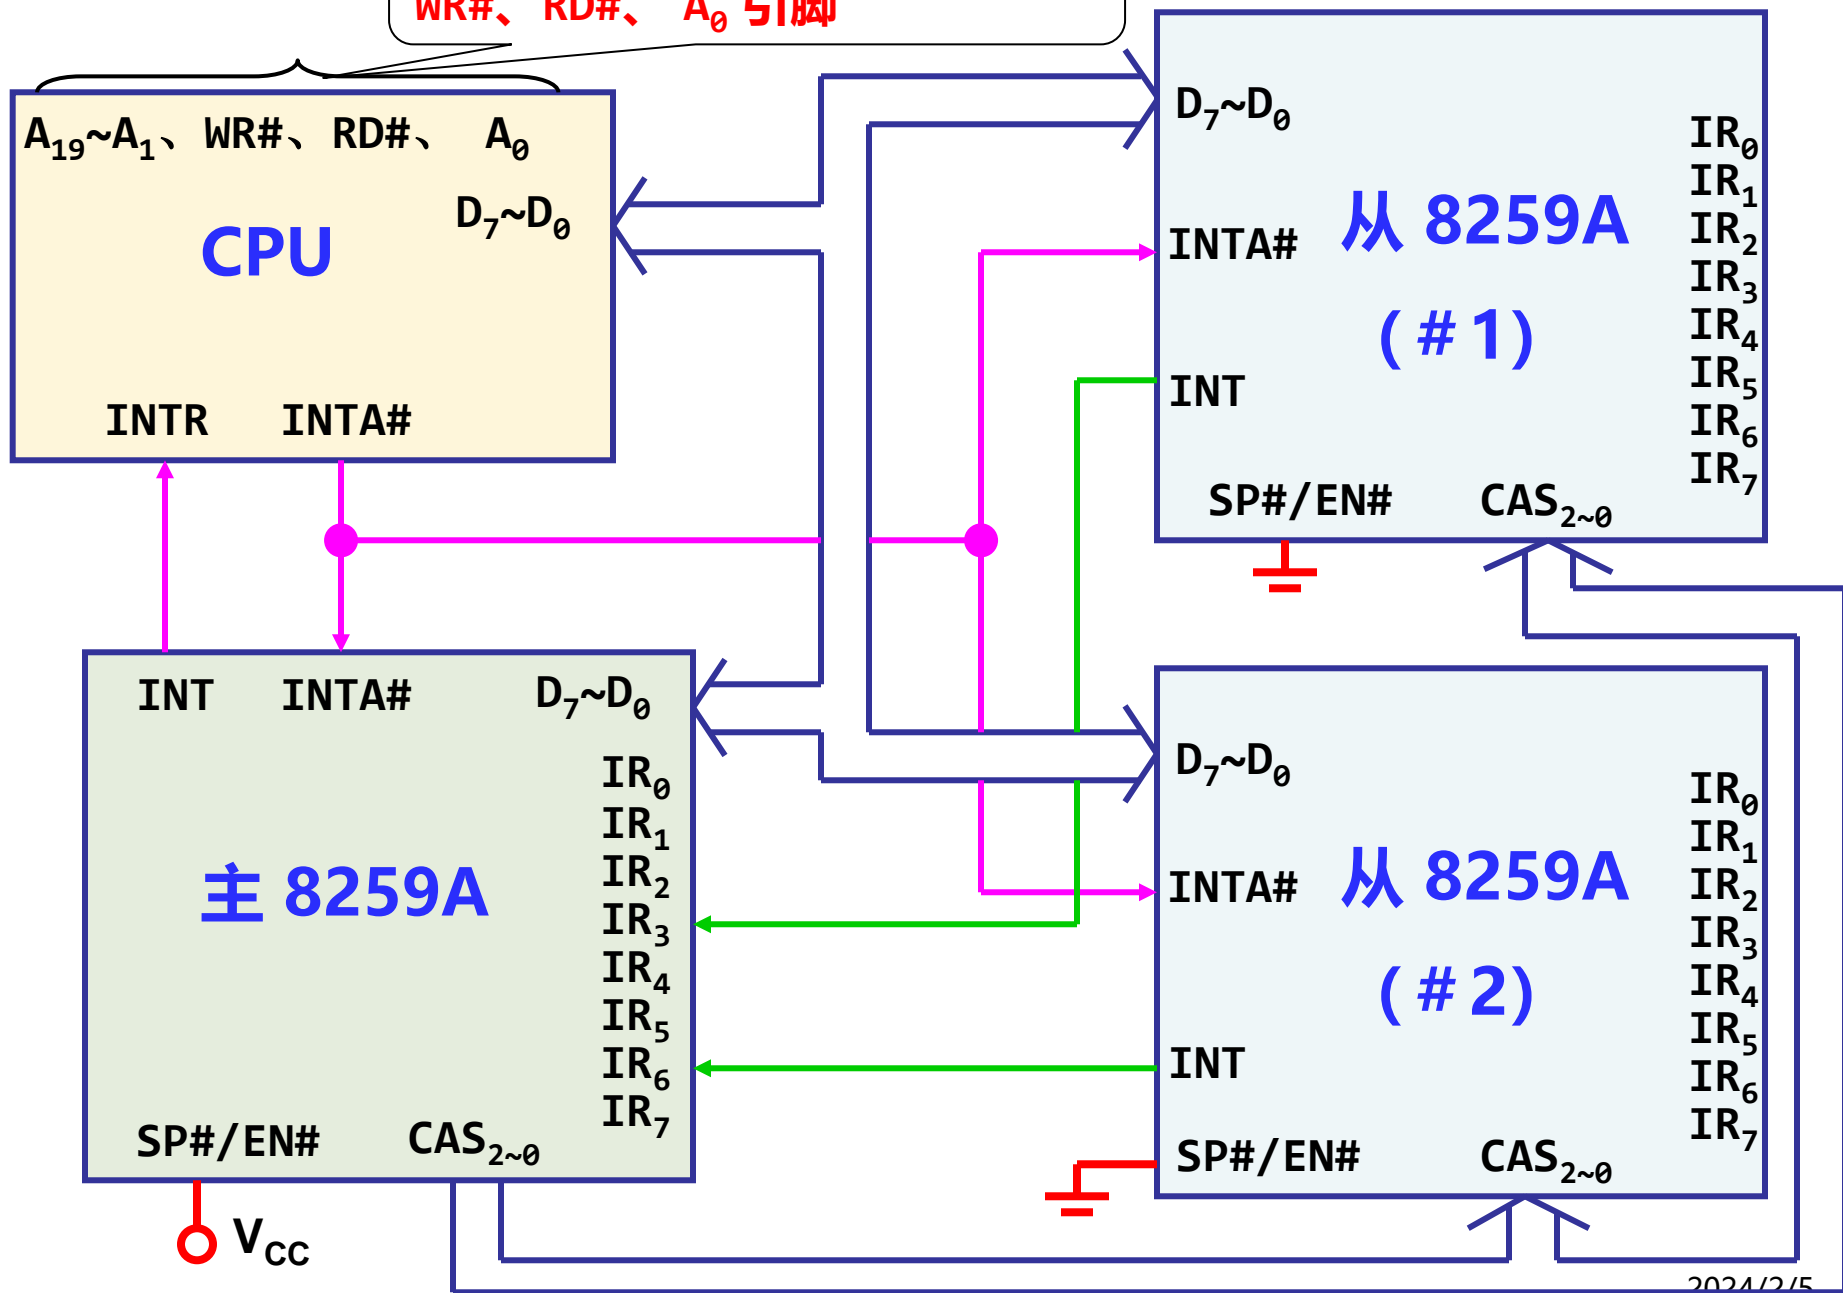 WR#、RD#、 A0 引脚
A19~A1、WR#、RD#、 A0
D7~D0
CPU
INTR INTA#
D7~D0
INTA#
从 8259A
(#1)
INT
SP#/EN# CAS2~0
IR0
IR1
IR2
IR3
IR4
IR5
IR6
IR7
INT INTA# D7~D0
主 8259A
IR0
IR1
IR2
IR3
IR4
IR5
IR6
IR7
SP#/EN# CAS2~0
VCC
D7~D0
INTA#
从 8259A
(#2)
INT
SP#/EN# CAS2~0
IR0
IR1
IR2
IR3
IR4
IR5
IR6
IR7
2024/2/5